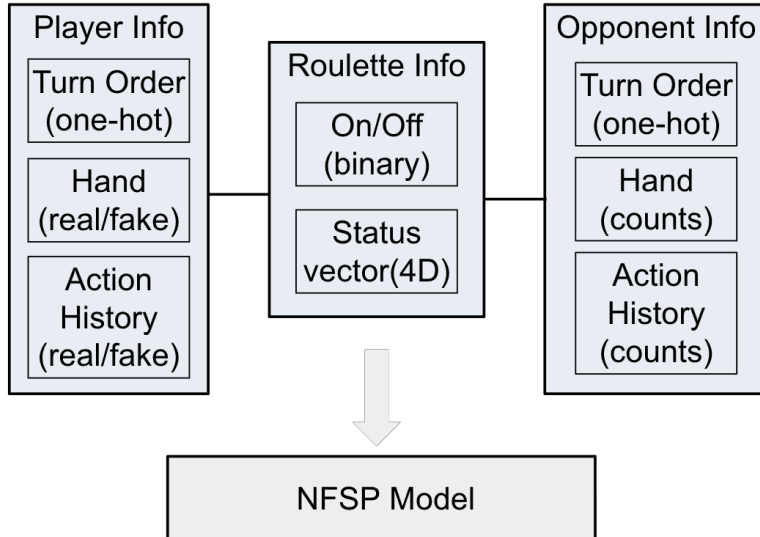 Player Info
Turn Order
(one-hot)
Hand
(real/fake)
Action
History
(real/fake)
Roulette Info
On/Off
(binary)
Status
vector(4D)
Opponent Info
Turn Order
(one-hot)
Hand
(counts)
Action
History
(counts)
NFSP Model